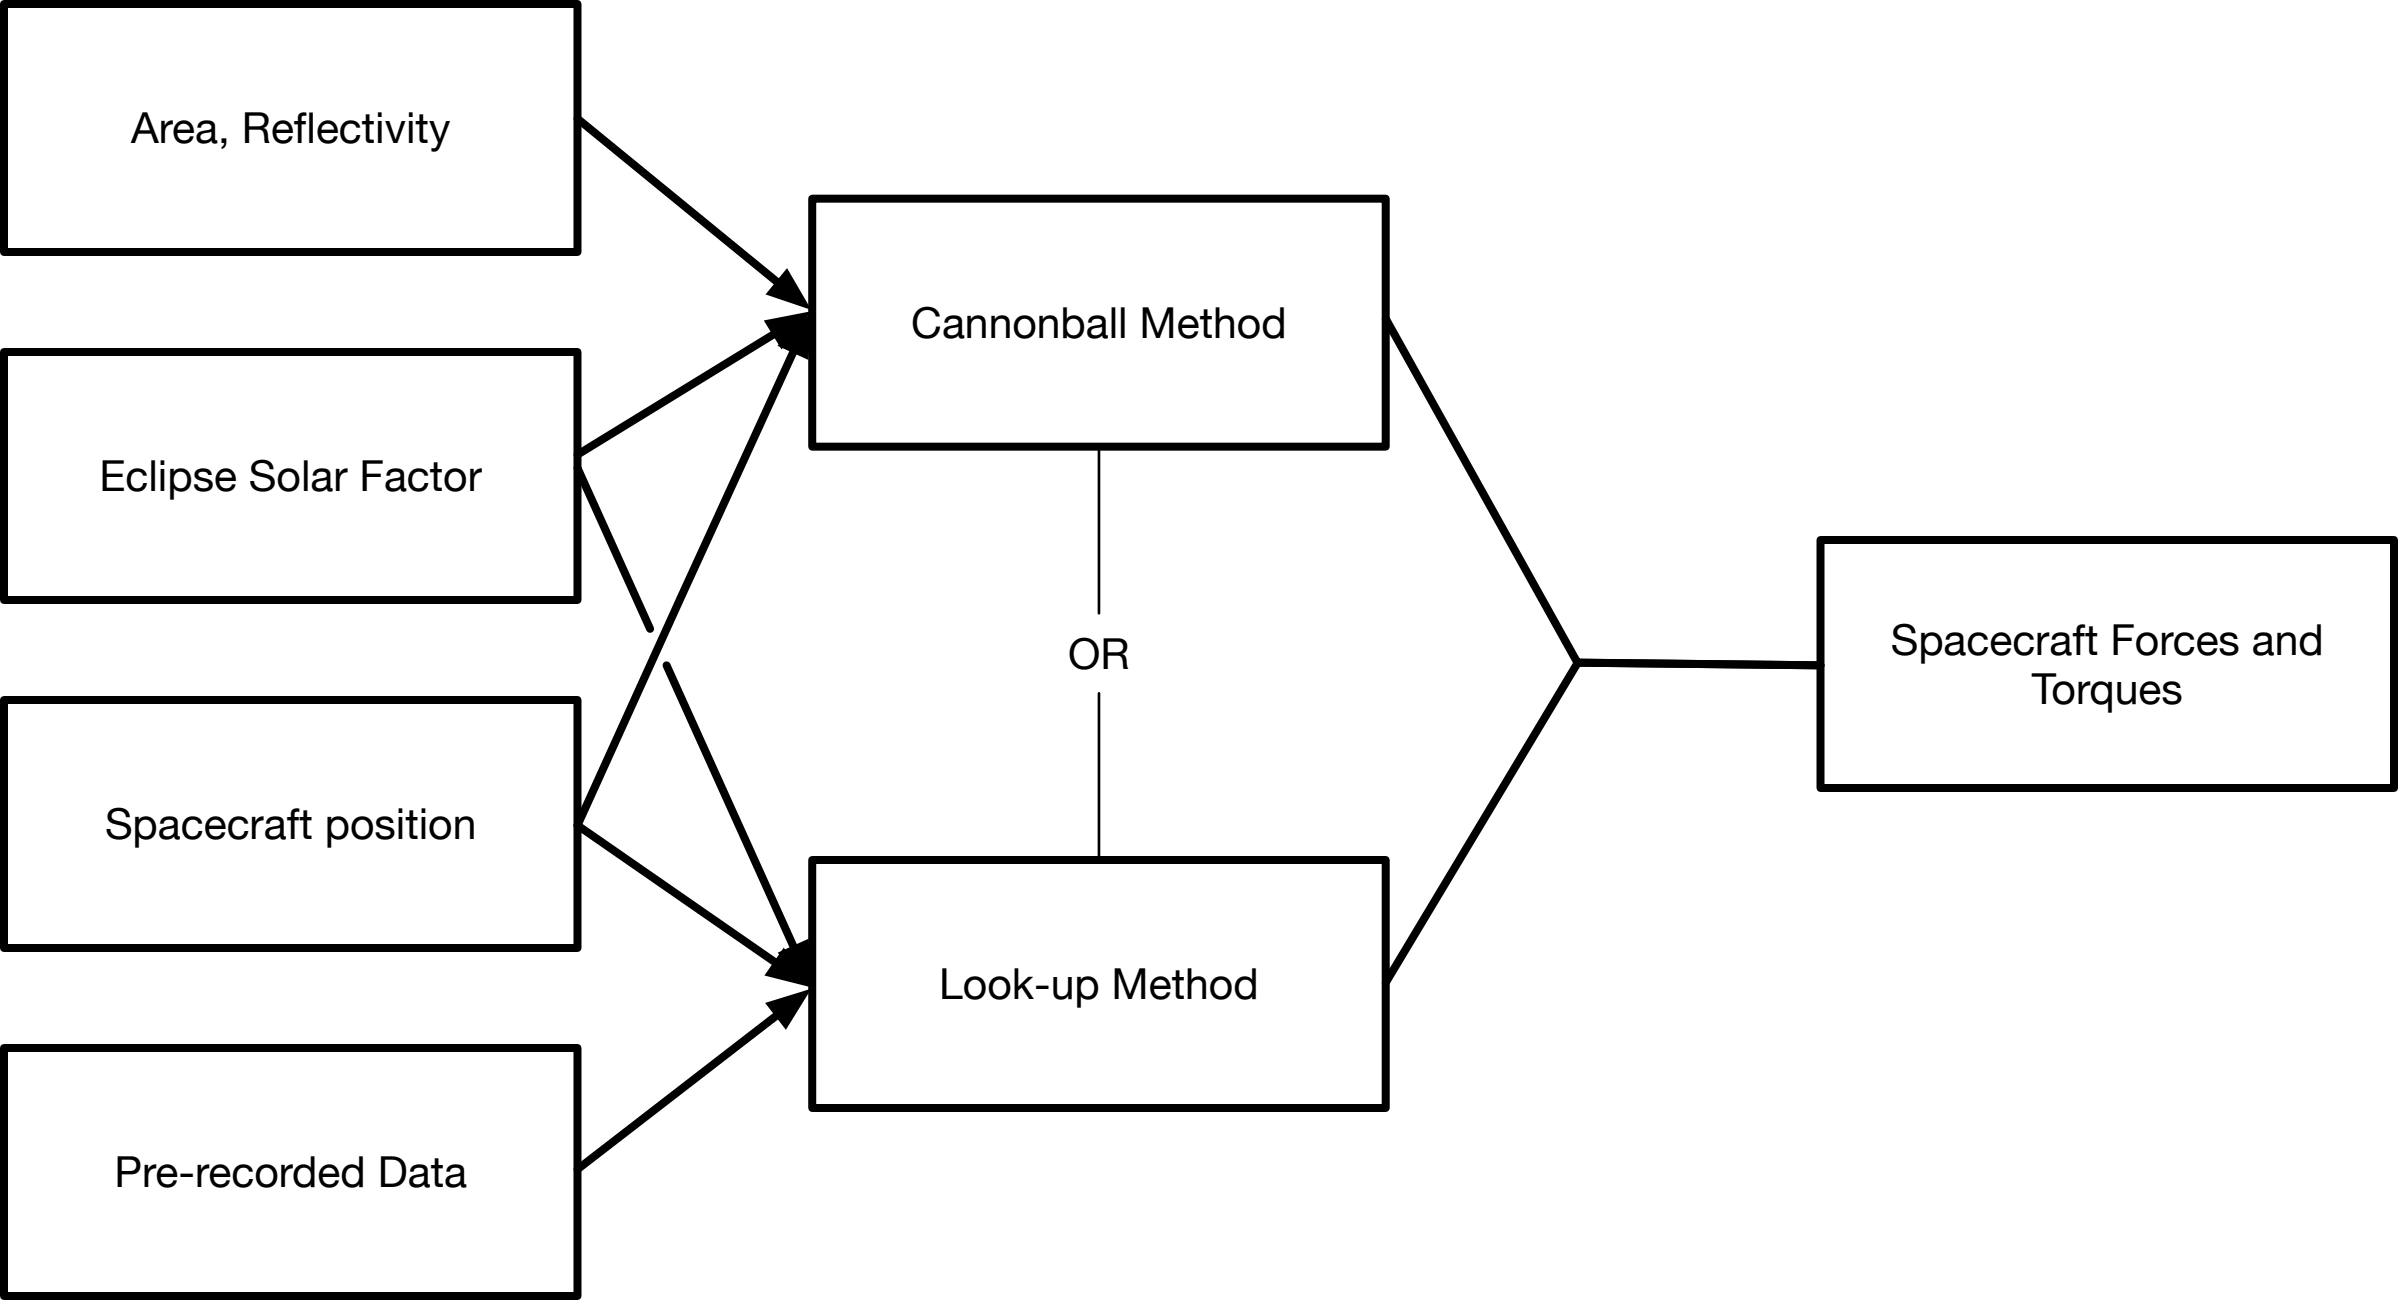 Area, Reflectivity
Eclipse Solar Factor
Spacecraft position
Pre-recorded Data
Cannonball Method
OR
Look-up Method
Spacecraft Forces and
Torques